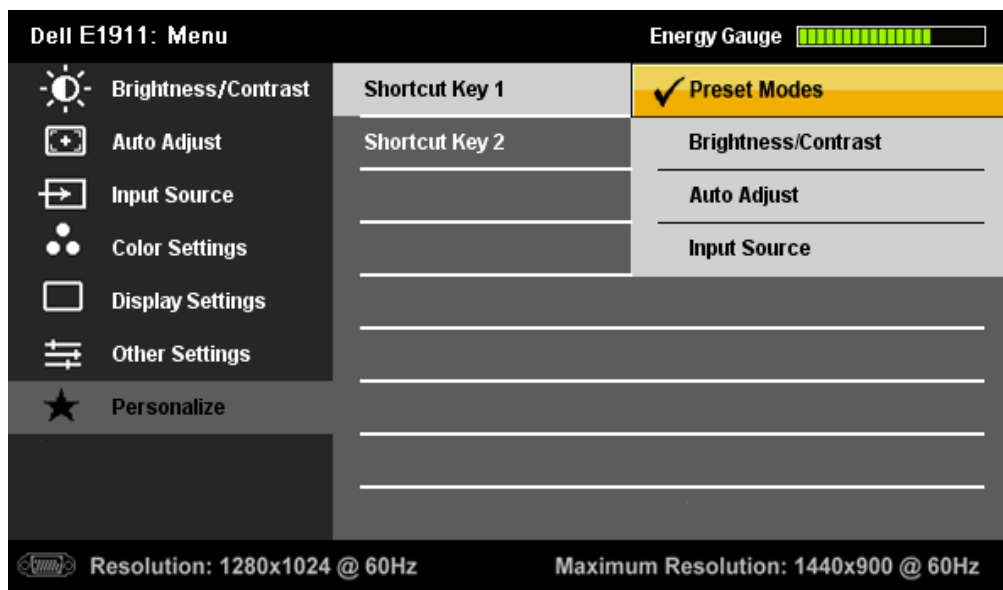 Dell E1911: Menu
Energy Gauge
Brightness/Contrast
Auto Adjust
Input Source
Color Settings
Display Settings
Other Settings
Personalize
Shortcut Key 1
Shortcut Key 2
Preset Modes
Brightness/Contrast
Auto Adjust
Input Source
Resolution: 1280x1024 @ 60Hz
Maximum Resolution: 1440x900 @ 60Hz